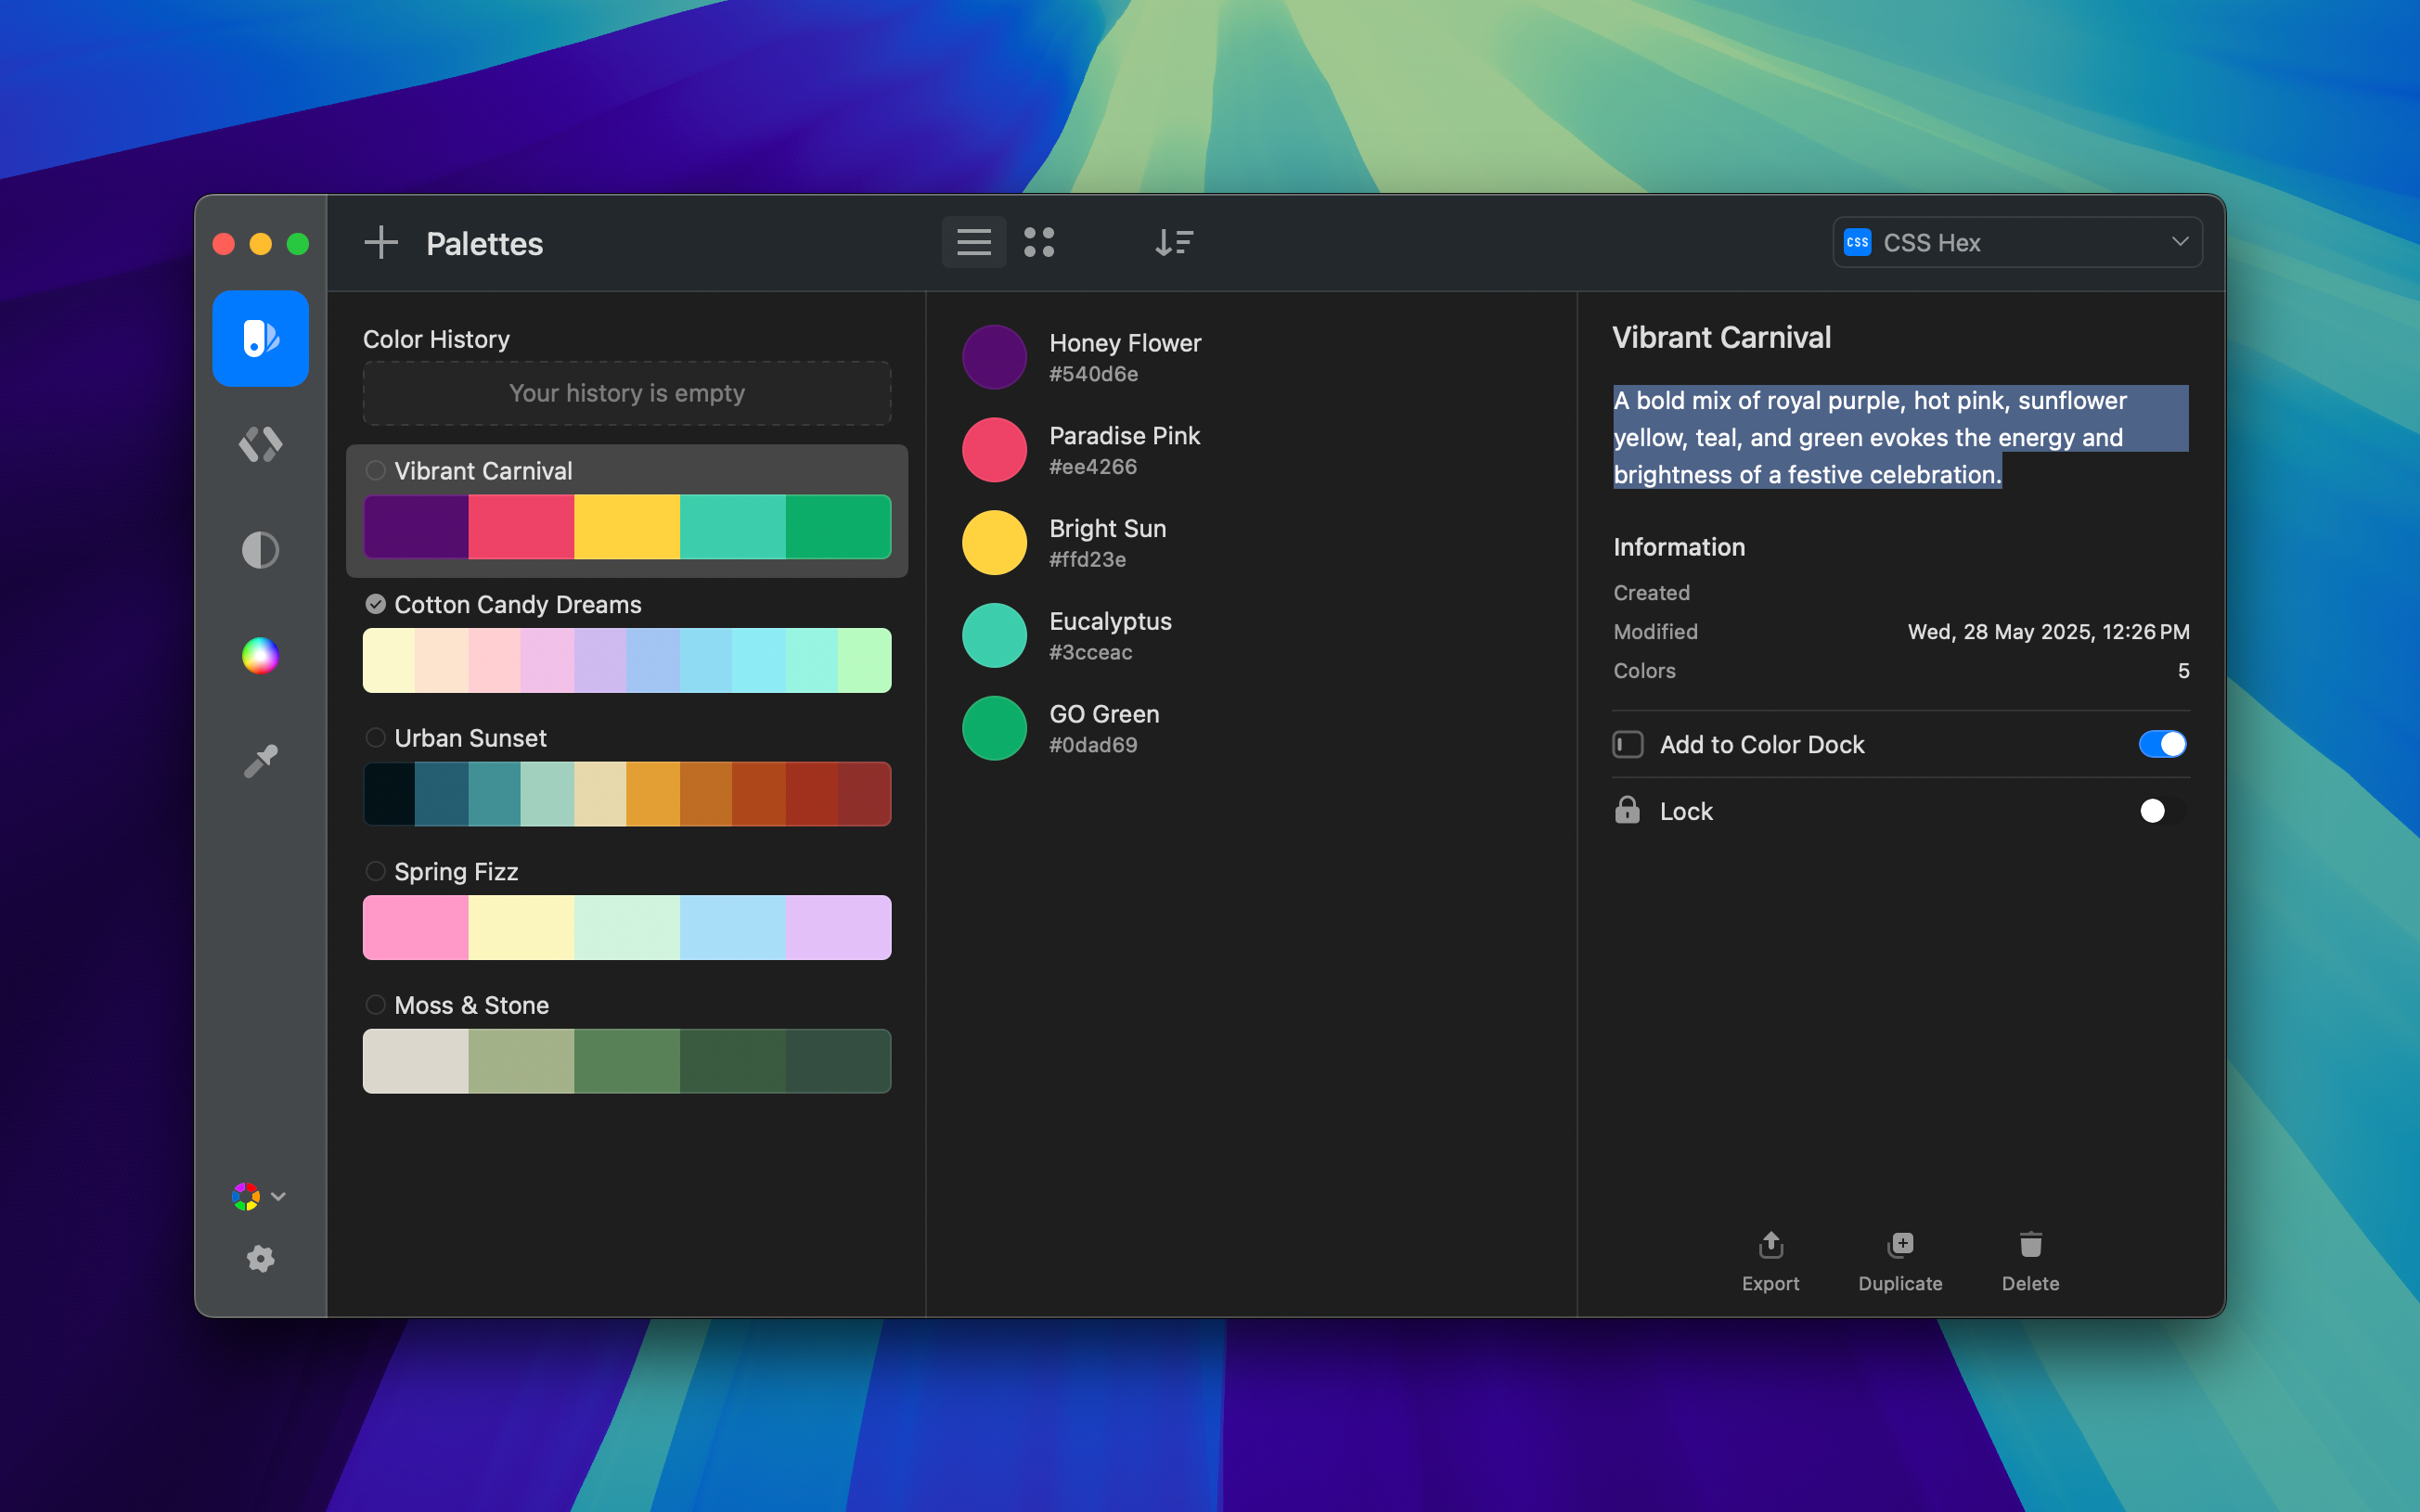 Palettes
CSS
CSS Hex
Color History
Your history is empty
Vibrant Carnival
Cotton Candy Dreams
Urban Sunset
Spring Fizz
Moss & Stone
Honey Flower
#540d6e
Paradise Pink
#ee4266
Bright Sun
#ffd23e
Eucalyptus
#3cceac
GO Green
#0dad69
Vibrant Carnival
A bold mix of royal purple, hot pink, sunflower
yellow, teal, and green evokes the energy and
brightness of a festive celebration.
Information
Created
Modified Wed, 28 May 2025, 12:26 PM
Colors 5
Add to Color Dock
Lock
Export Duplicate Delete